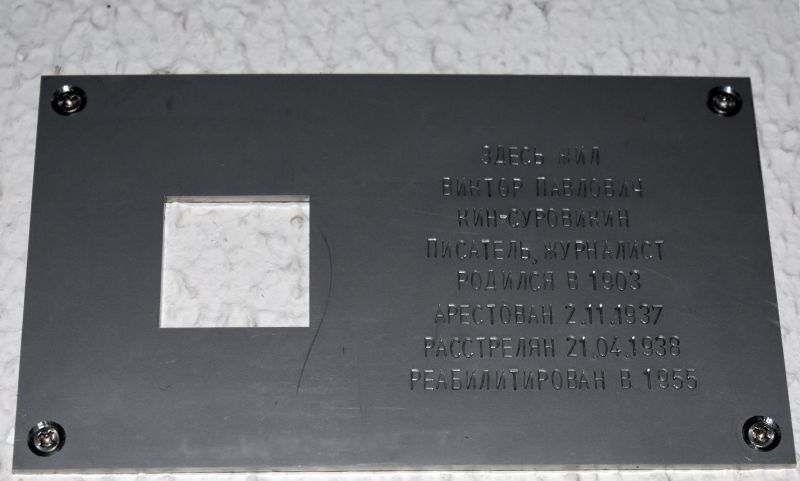 ЗДЕСЬ ЖИЛ
ВИКТОР ПАВЛОВИЧ
КИН-СУРОВИКИН
ПИСАТЕЛЬ, ЖУРНАЛИСТ
РОДИЛСЯ В 1903
АРЕСТОВАН 2.11.1937
РАССТРЕЛЯН 21.04.1938
РЕАБИЛИТИРОВАН В 1955